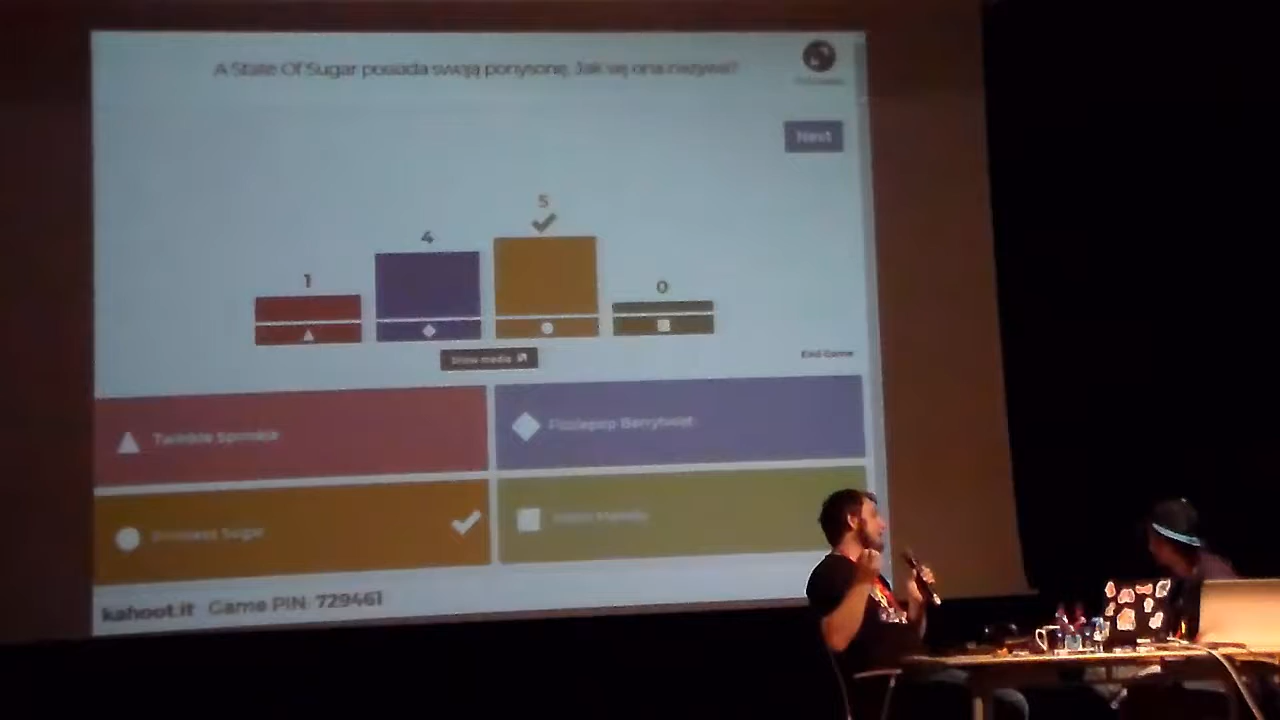 A State Of Sugar posiada swoją ponysonę. Jak się ona nazywa?
Next
5
4
1
0
Show media
End Game
Twinkle Sprinkle
Fizzlepop Berrytwist
Sugar
kahoot.it Game PIN: 729461